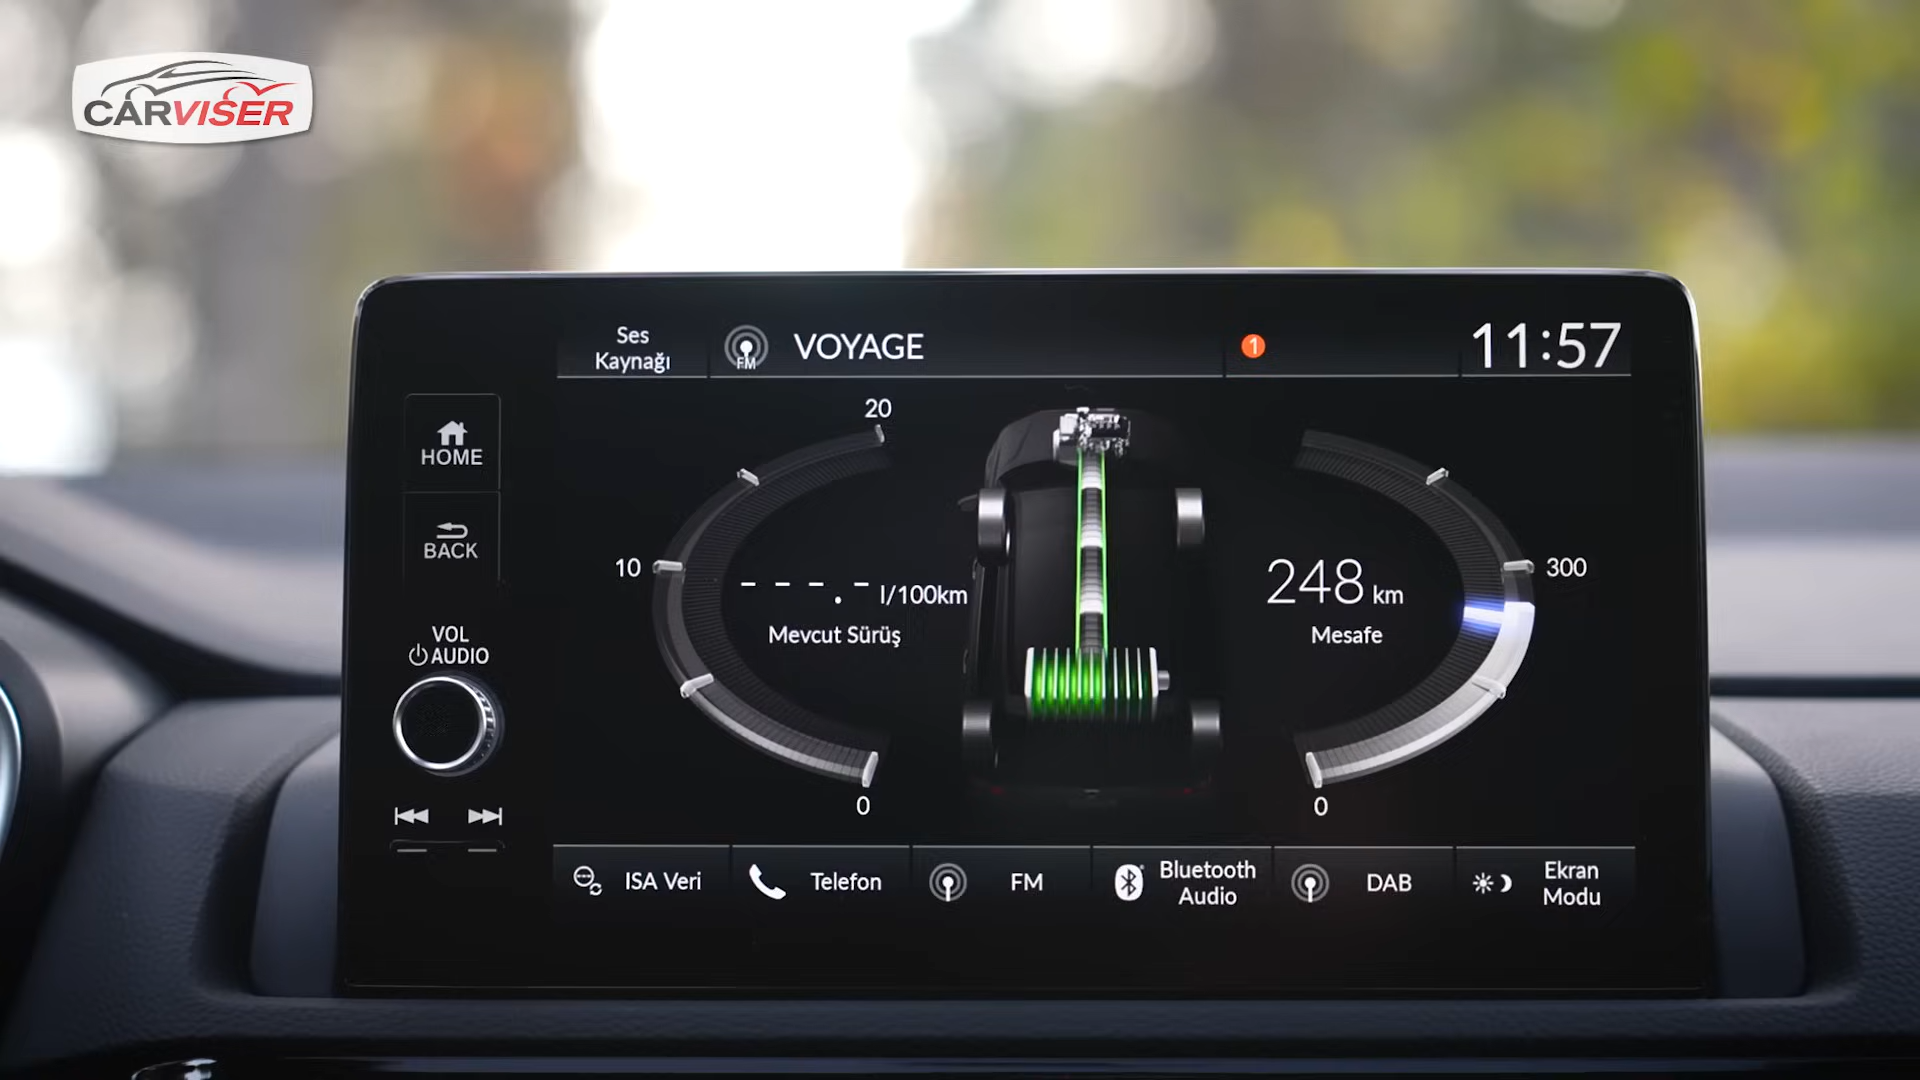 CARVISER
Ses
Kaynağı
FM
VOYAGE
1
11:57
HOME
BACK
VOL
AUDIO
20
10
0
- - - . - l/100km
Mevcut Sürüş
248 km
Mesafe
300
0
ISA Veri
Telefon
FM
Bluetooth
Audio
DAB
Ekran
Modu